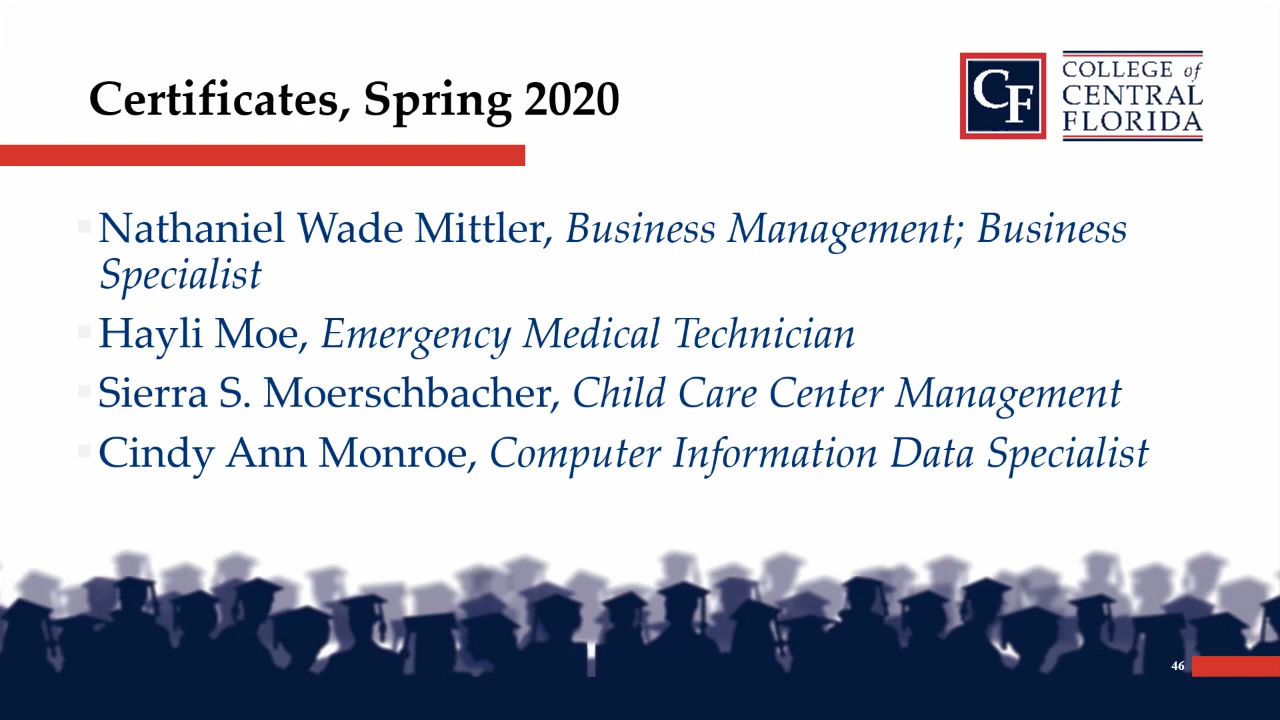 Certificates, Spring 2020
CF
COLLEGE of
CENTRAL
FLORIDA
Nathaniel Wade Mittler, Business Management; Business
Specialist
Hayli Moe, Emergency Medical Technician
Sierra S. Moerschbacher, Child Care Center Management
Cindy Ann Monroe, Computer Information Data Specialist
46